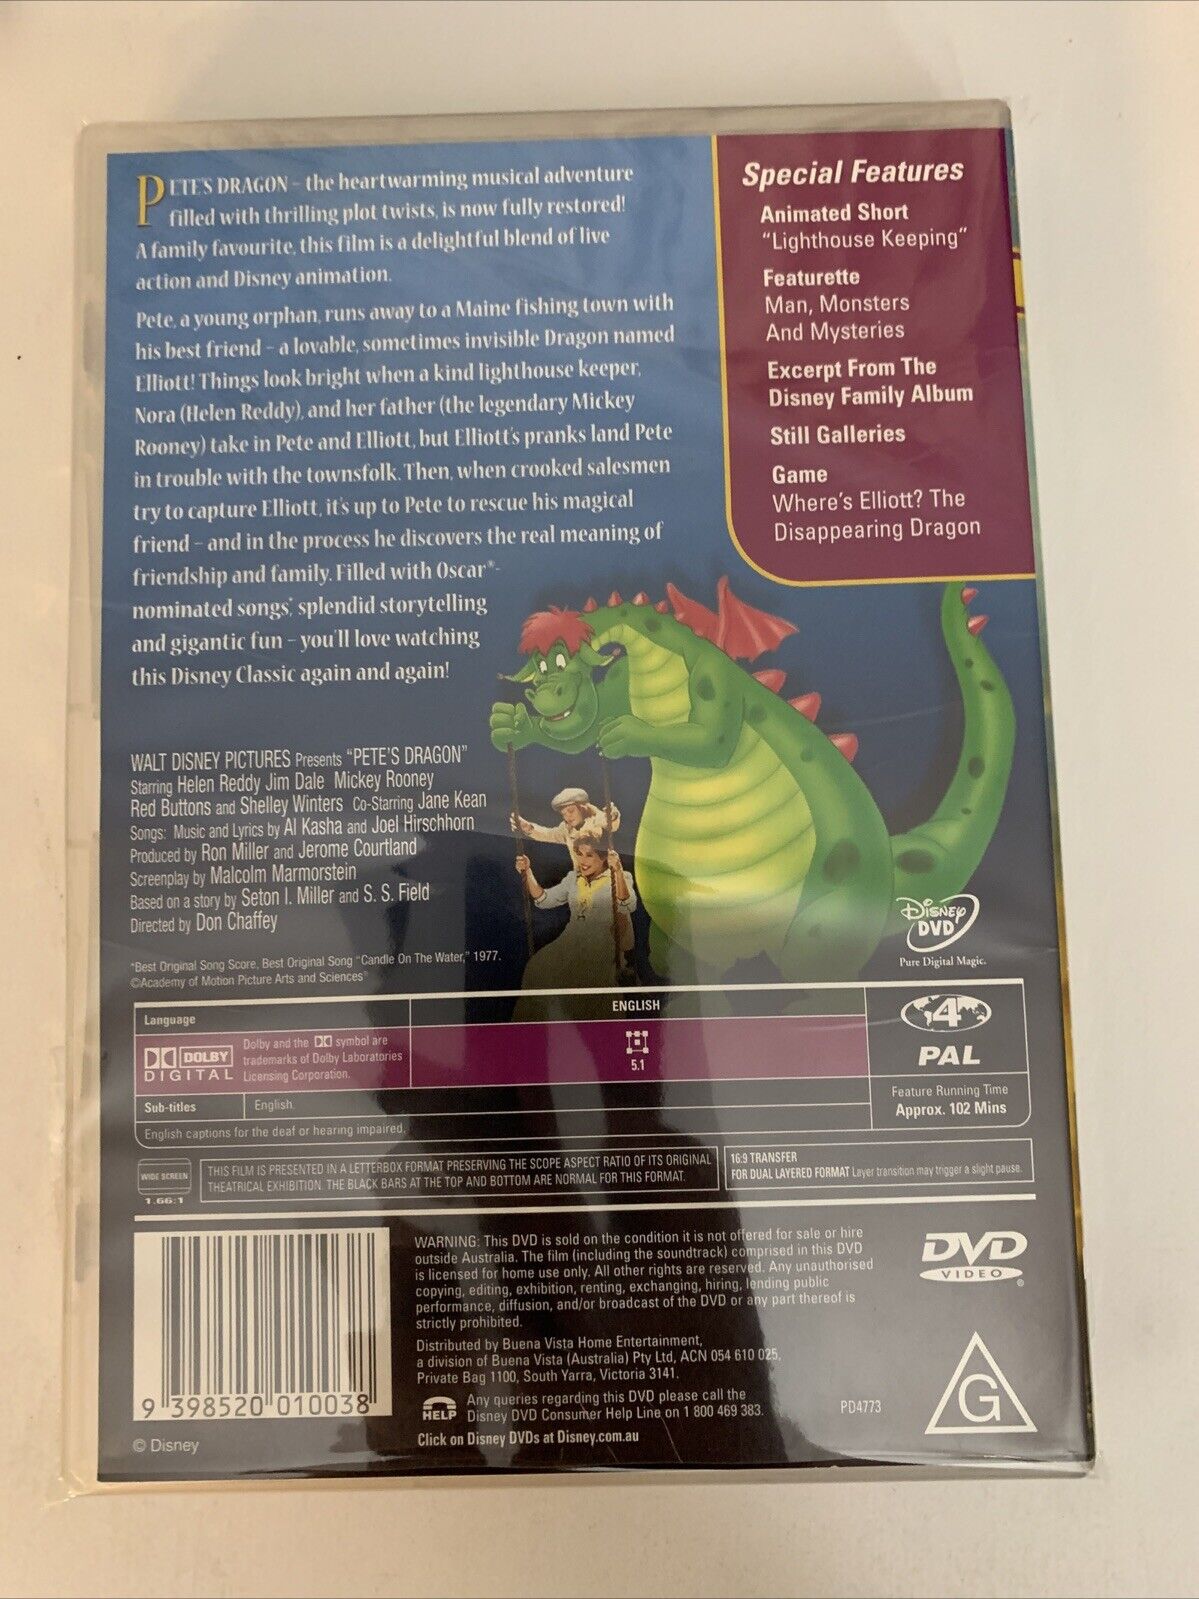 PETE'S DRAGON – the heartwarming musical adventure
filled with thrilling plot twists, is now fully restored!
A family favourite, this film is a delightful blend of live
action and Disney animation.
Pete, a young orphan, runs away to a Maine fishing town with
his best friend – a lovable, sometimes invisible Dragon named
Elliott! Things look bright when a kind lighthouse keeper,
Nora (Helen Reddy), and her father (the legendary Mickey
Rooney) take in Pete and Elliott, but Elliott's pranks land Pete
in trouble with the townsfolk. Then, when crooked salesmen
try to capture Elliott, it's up to Pete to rescue his magical
friend – and in the process he discovers the real meaning of
friendship and family. Filled with Oscar®-
nominated songs,* splendid storytelling
and gigantic fun – you'll love watching
this Disney Classic again and again!
Special Features
Animated Short
"Lighthouse Keeping"
Featurette
Man, Monsters
And Mysteries
Excerpt From The
Disney Family Album
Still Galleries
Game
Where's Elliott? The
Disappearing Dragon
WALT DISNEY PICTURES Presents "PETE'S DRAGON"
Starring Helen Reddy Jim Dale Mickey Rooney
Red Buttons and Shelley Winters Co-Starring Jane Kean
Songs: Music and Lyrics by Al Kasha and Joel Hirschhorn
Produced by Ron Miller and Jerome Courtland
Screenplay by Malcolm Marmorstein
Based on a story by Seton I. Miller and S. S. Field
Directed by Don Chaffey
*Best Original Song Score, Best Original Song "Candle On The Water," 1977.
©Academy of Motion Picture Arts and Sciences®
Disney
DVD
Pure Digital Magic.
Language
ENGLISH
DOLBY
DIGITAL
Dolby and the symbol are
trademarks of Dolby Laboratories
Licensing Corporation.
5.1
Sub-titles
English.
English captions for the deaf or hearing impaired.
4
PAL
Feature Running Time
Approx. 102 Mins
WIDE SCREEN
1.66:1
THIS FILM IS PRESENTED IN A LETTERBOX FORMAT PRESERVING THE SCOPE ASPECT RATIO OF ITS ORIGINAL
THEATRICAL EXHIBITION. THE BLACK BARS AT THE TOP AND BOTTOM ARE NORMAL FOR THIS FORMAT.
16:9 TRANSFER
FOR DUAL LAYERED FORMAT Layer transition may trigger a slight pause.
9 398520 010038
© Disney
WARNING: This DVD is sold on the condition it is not offered for sale or hire
outside Australia. The film (including the soundtrack) comprised in this DVD
is licensed for home use only. All other rights are reserved. Any unauthorised
copying, editing, exhibition, renting, exchanging, hiring, lending public
performance, diffusion, and/or broadcast of the DVD or any part thereof is
strictly prohibited.
Distributed by Buena Vista Home Entertainment,
a division of Buena Vista (Australia) Pty Ltd, ACN 054 610 025,
Private Bag 1100, South Yarra, Victoria 3141.
HELP
Any queries regarding this DVD please call the
Disney DVD Consumer Help Line on 1 800 469 383.
Click on Disney DVDs at Disney.com.au
PD4773
DVD
VIDEO
G